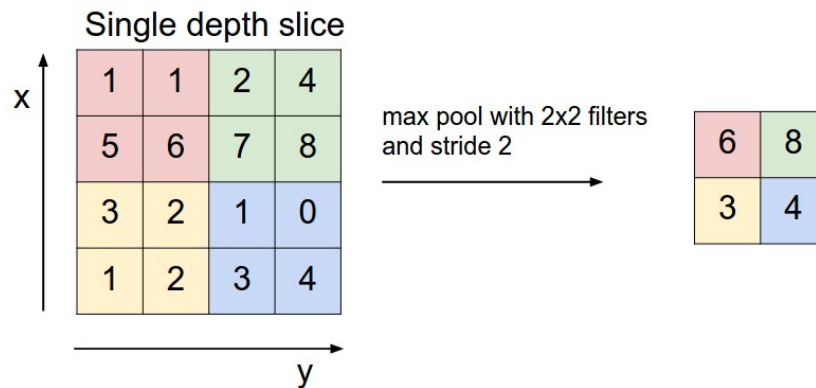 Single depth slice
x
1 1 2 4
5 6 7 8
3 2 1 0
1 2 3 4
y
max pool with 2x2 filters
and stride 2
6 8
3 4